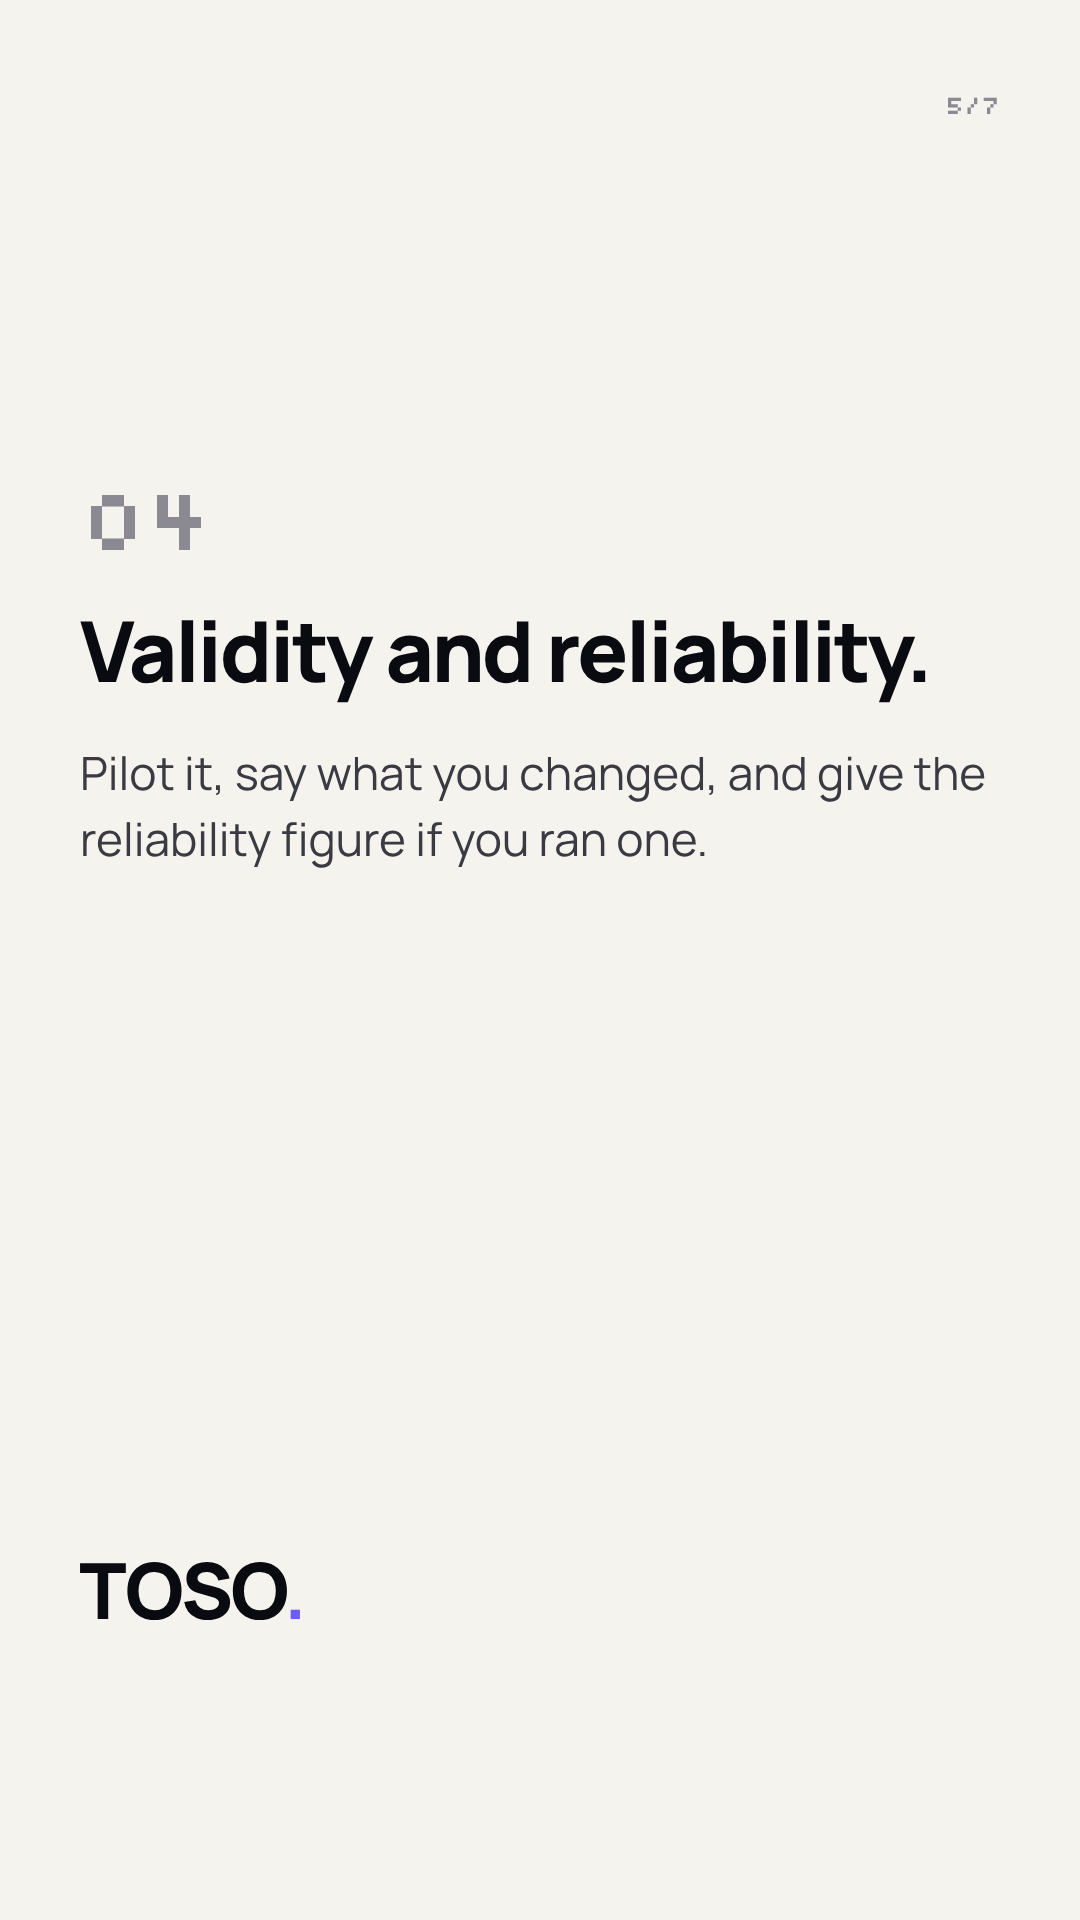 5/7
04
Validity and reliability.
Pilot it, say what you changed, and give the
reliability figure if you ran one.
TOSO.